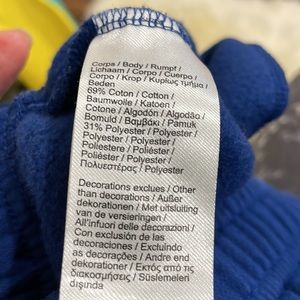 Corps / Body / Rumpf /
Lichaam / Corpo / Cuerpo /
Corpo / Krop / Κυρίως τμήμα /
Beden
69% Coton / Cotton /
Baumwolle / Katoen /
Cotone / Algodón / Algodão /
Bomuld / Βαμβάκι / Pamuk
31% Polyester / Polyester /
Polyester / Polyester /
Poliestere / Poliéster /
Poliéster / Polyester /
Πολυεστέρας / Polyester
Decorations exclues / Other
than decorations / Außer
dekorationen / Met uitsluiting
van de versieringen /
All'infuori delle decorazioni /
Con exclusión de las
decoraciones / Excluindo
as decorações / Andre end
dekorationer / Εκτός από τις
διακοσμήσεις / Süslemeleri
dışında